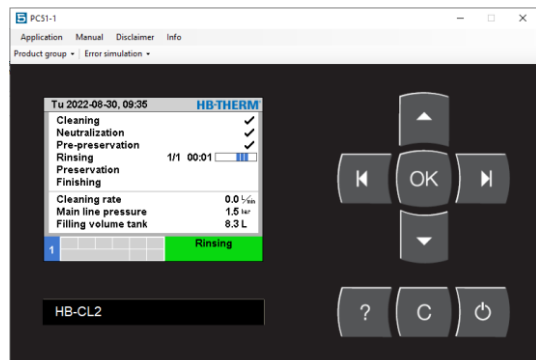 PC51-1
Application Manual Disclaimer Info
Product group Error simulation
Tu 2022-08-30, 09:35 HB-THERM
Cleaning
Neutralization
Pre-preservation
Rinsing 1/1 00:01
Preservation
Finishing
Cleaning rate 0.0 L/min
Main line pressure 1.5 bar
Filling volume tank 8.3 L
1 Rinsing
HB-CL2
OK
? C